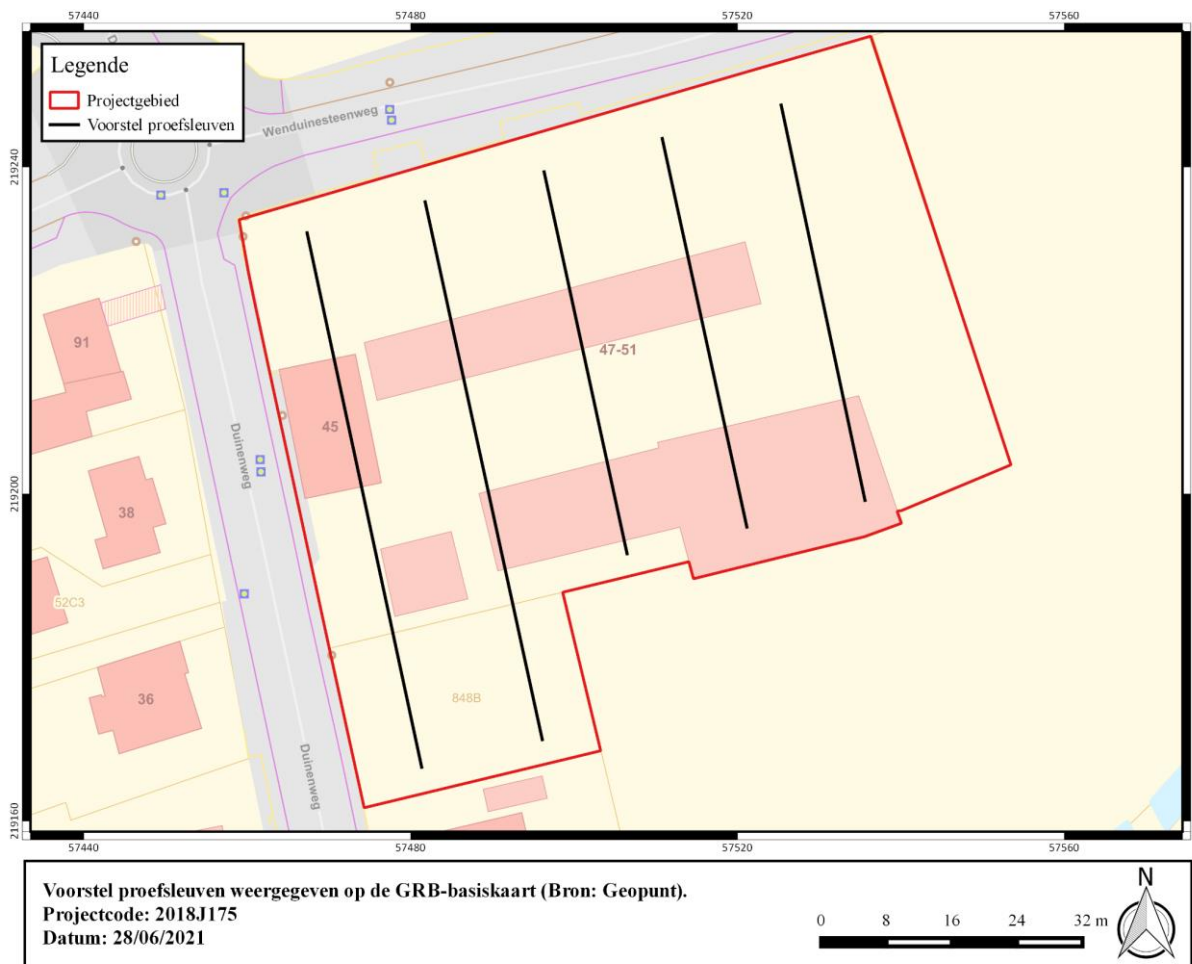 57440
57480
57520
57560
Legende
Projectgebied
Voorstel proefsleuven
Wenduinesteenweg
219240
91
47-51
45
Duinenweg
219200
38
52C3
36
848B
Duinenweg
219160
57440
57480
57520
57560
Voorstel proefsleuven weergegeven op de GRB-basiskaart (Bron: Geopunt).
Projectcode: 2018J175
Datum: 28/06/2021
0 8 16 24 32 m
N